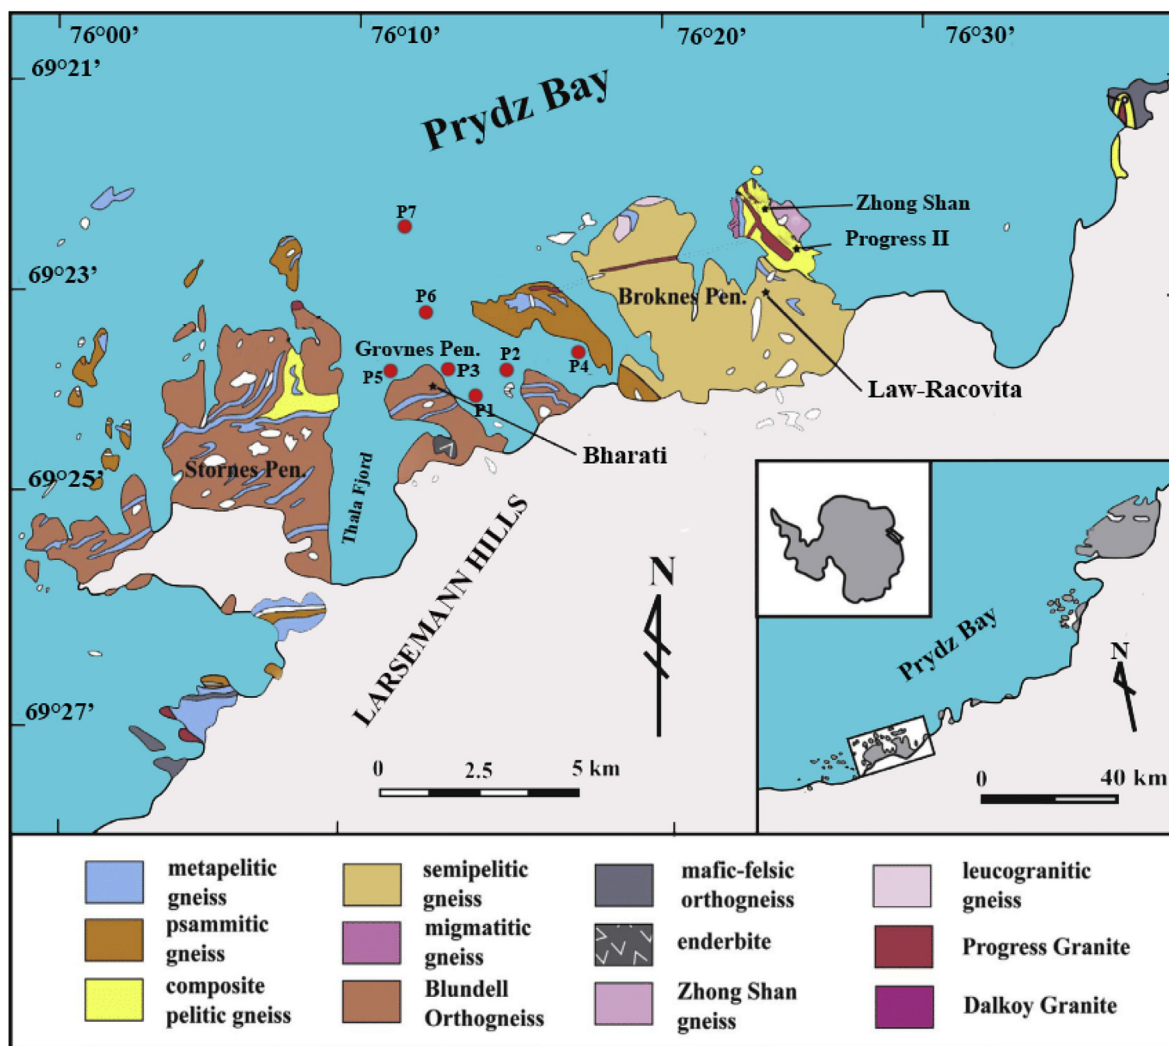 76°00’
76°10’
76°20’
76°30’
69°21’
Prydz Bay
P7
Zhong Shan
Progress II
69°23’
P6
Broknes Pen.
Grovnes Pen.
P5
P3
P2
P4
P1
Law-Racovita
Bharati
Stornes Pen.
69°25’
Thala Fjord
LARSEMANN HILLS
N
69°27’
0 2.5 5 km
Prydz Bay
N
0 40 km
metapelitic
gneiss
semipelitic
gneiss
mafic-felsic
orthogneiss
leucogranitic
gneiss
psammitic
gneiss
migmatitic
gneiss
enderbite
Progress Granite
composite
pelitic gneiss
Blundell
Orthogneiss
Zhong Shan
gneiss
Dalkoy Granite